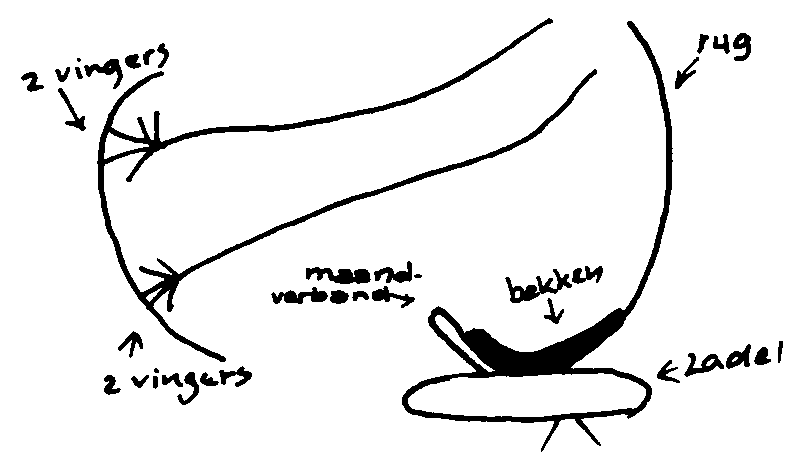 2 vingers
rug
maand-
verband
bekken
zadel
2 vingers